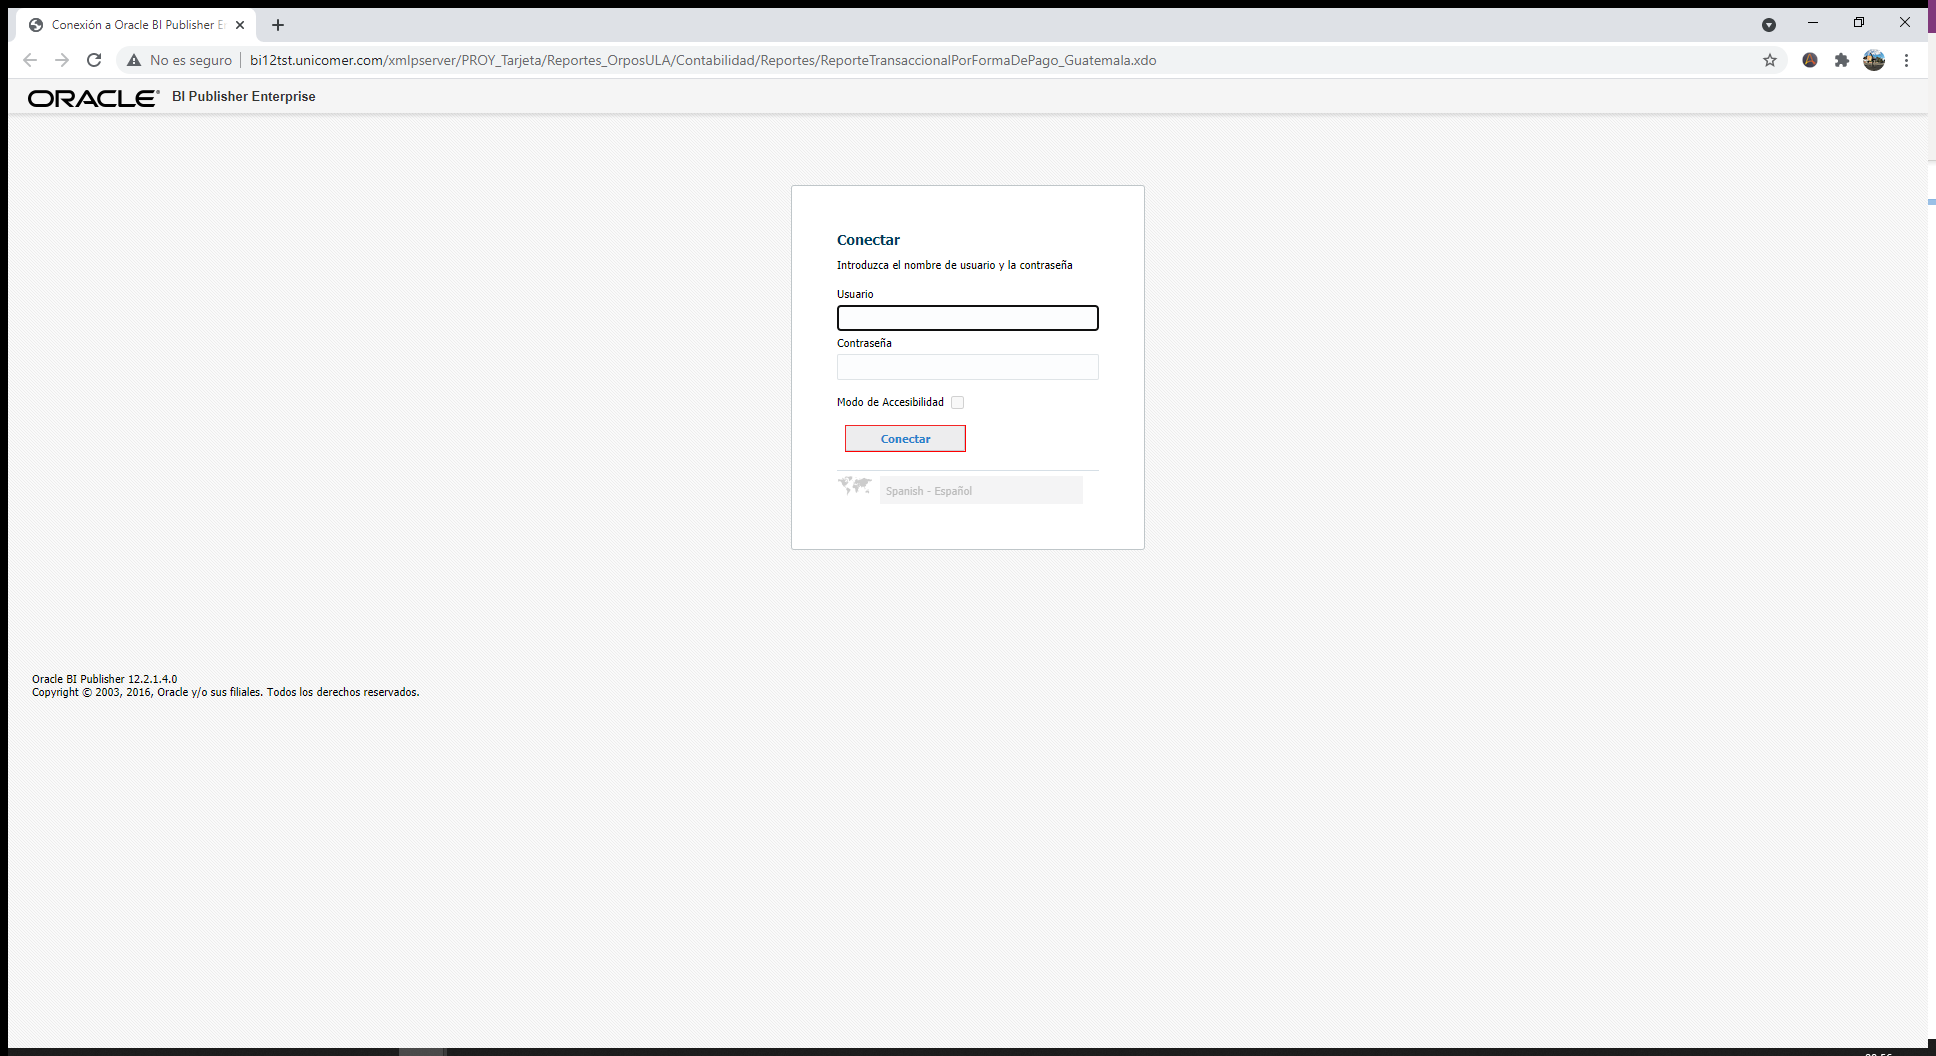 Conexión a Oracle BI Publisher E
No es seguro
bi12tst.unicomer.com/xmlpserver/PROY_Tarjeta/Reportes_OrposULA/Contabilidad/Reportes/ReporteTransaccionalPorFormaDePago_Guatemala.xdo
ORACLE® BI Publisher Enterprise
Conectar
Introduzca el nombre de usuario y la contraseña
Usuario
Contraseña
Modo de Accesibilidad
Conectar
Spanish - Español
Oracle BI Publisher 12.2.1.4.0
Copyright © 2003, 2016, Oracle y/o sus filiales. Todos los derechos reservados.